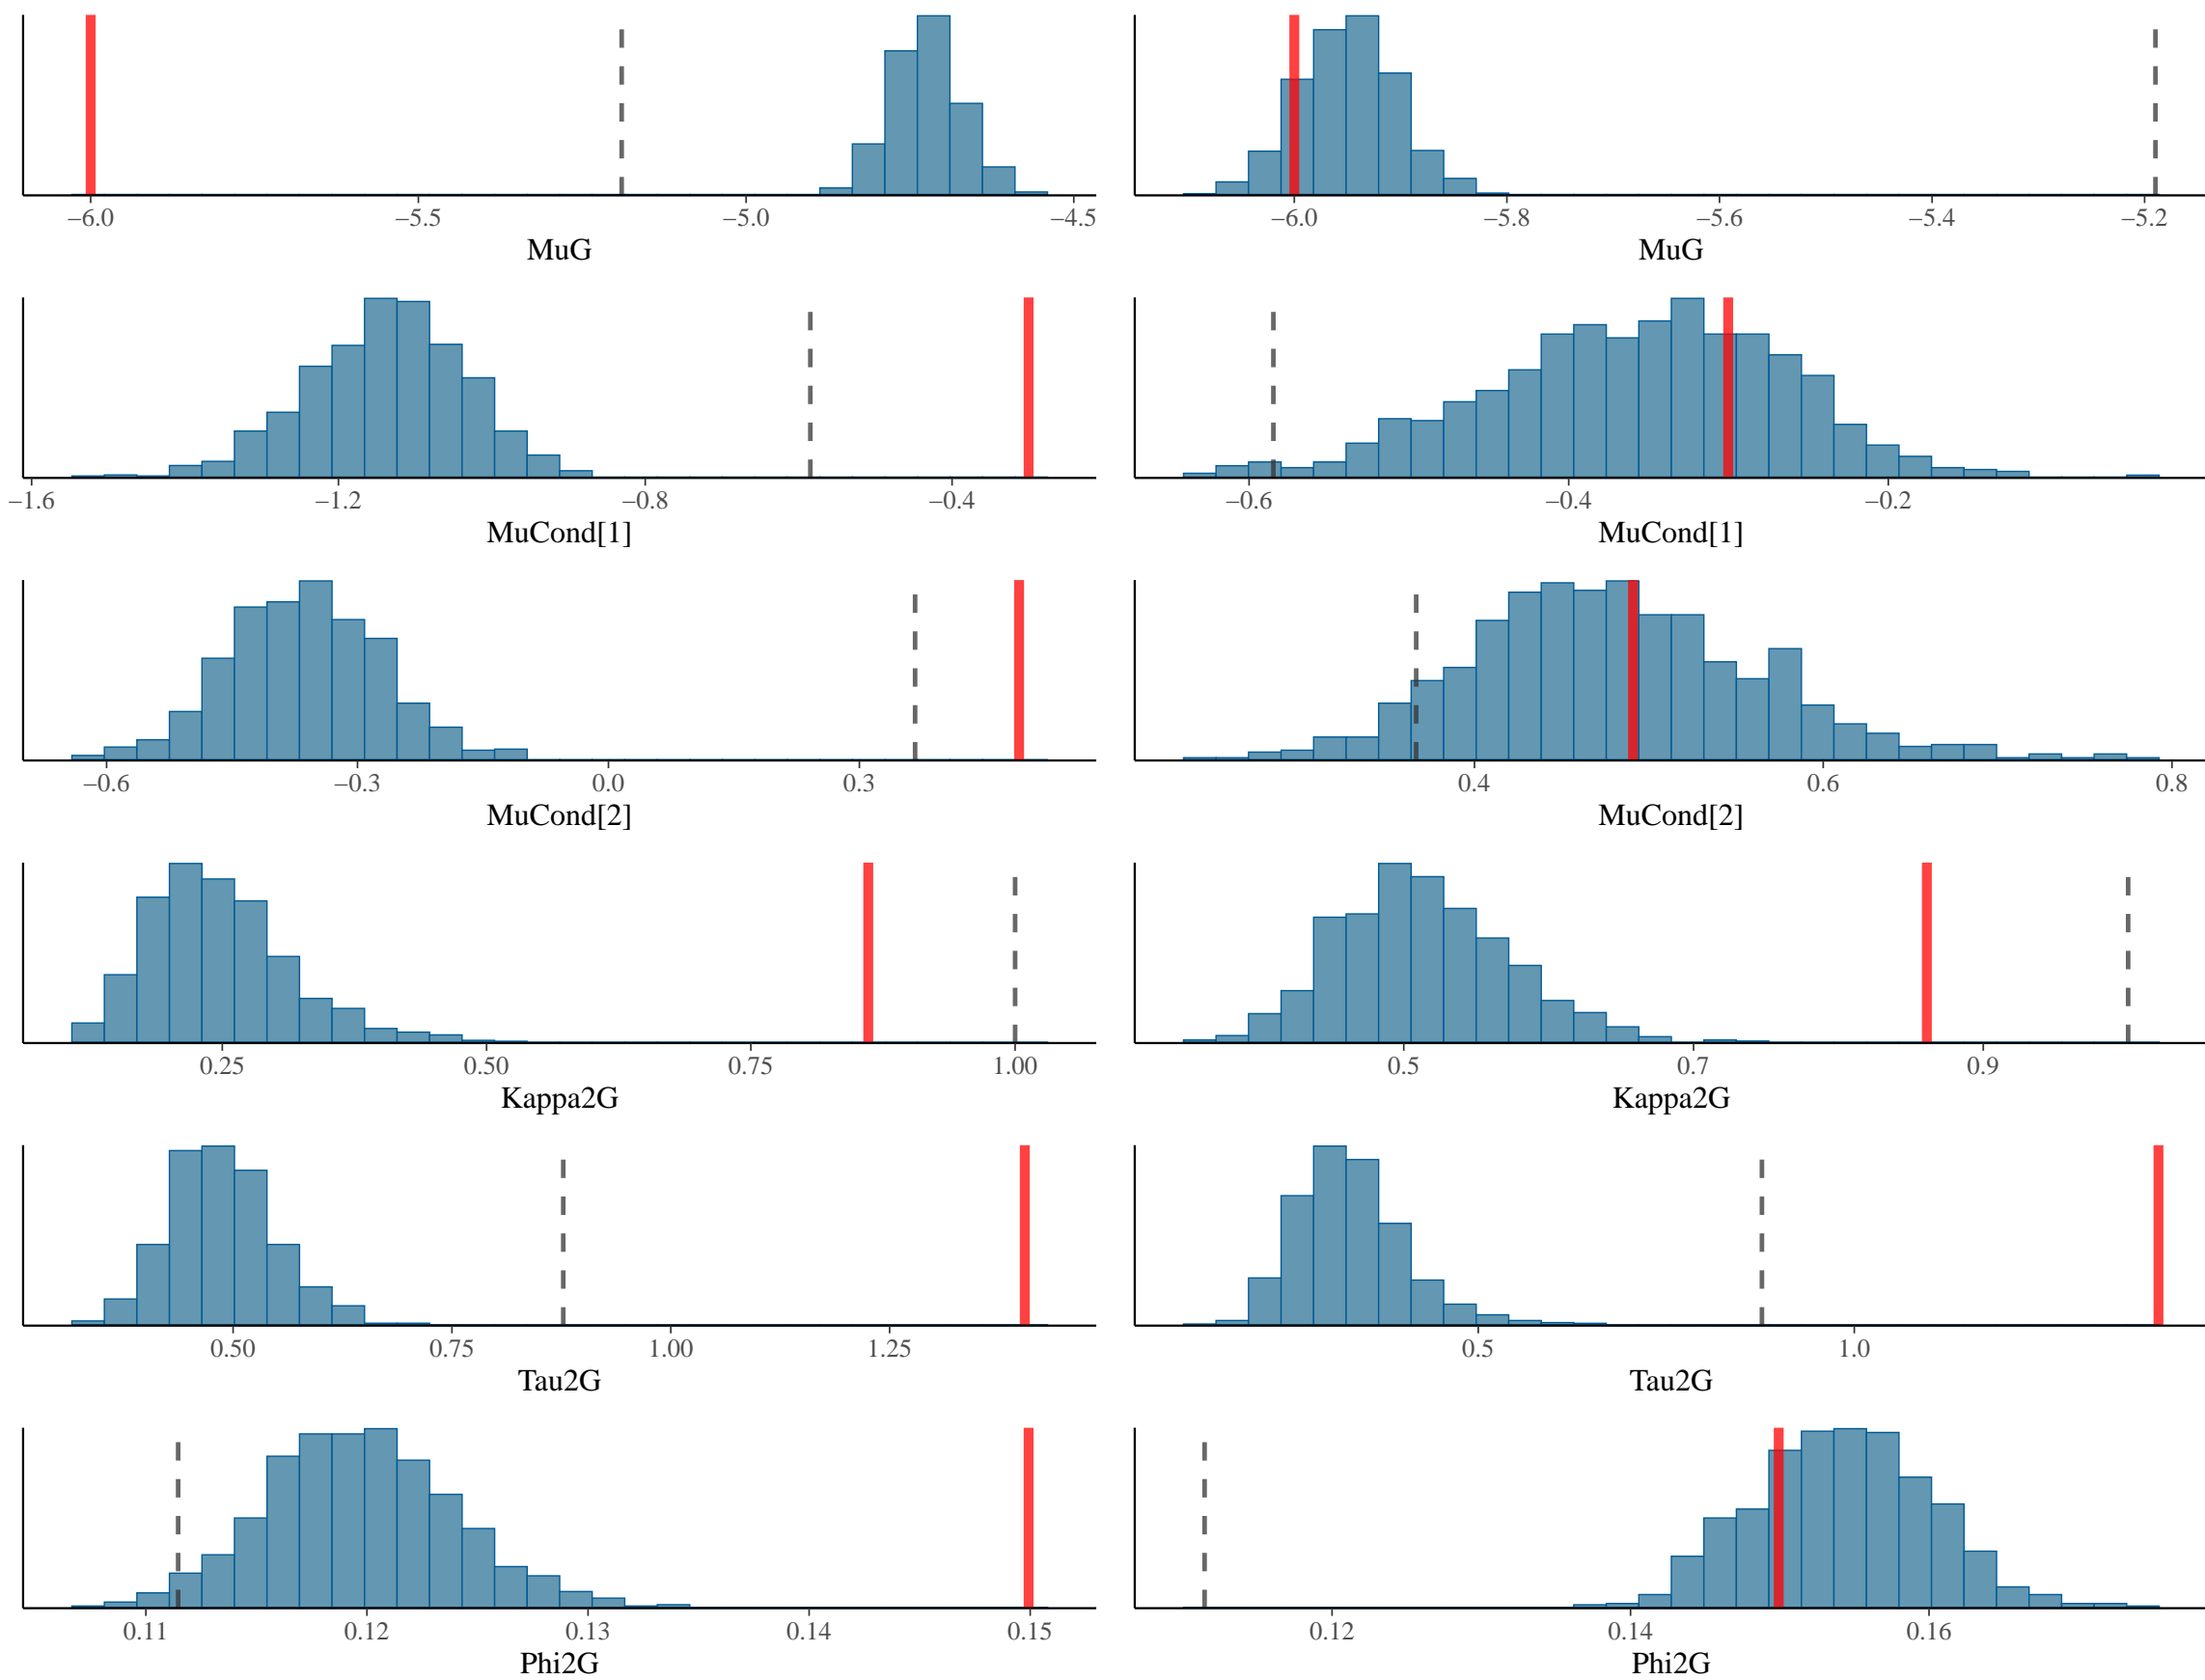 −6.0 −5.5 −5.0 −4.5
MuG
−6.0 −5.8 −5.6 −5.4 −5.2
MuG
−1.6 −1.2 −0.8 −0.4
MuCond[1]
−0.6 −0.4 −0.2
MuCond[1]
−0.6 −0.3 0.0 0.3
MuCond[2]
0.4 0.6 0.8
MuCond[2]
0.25 0.50 0.75 1.00
Kappa2G
0.5 0.7 0.9
Kappa2G
0.50 0.75 1.00 1.25
Tau2G
0.5 1.0
Tau2G
0.11 0.12 0.13 0.14 0.15
Phi2G
0.12 0.14 0.16
Phi2G